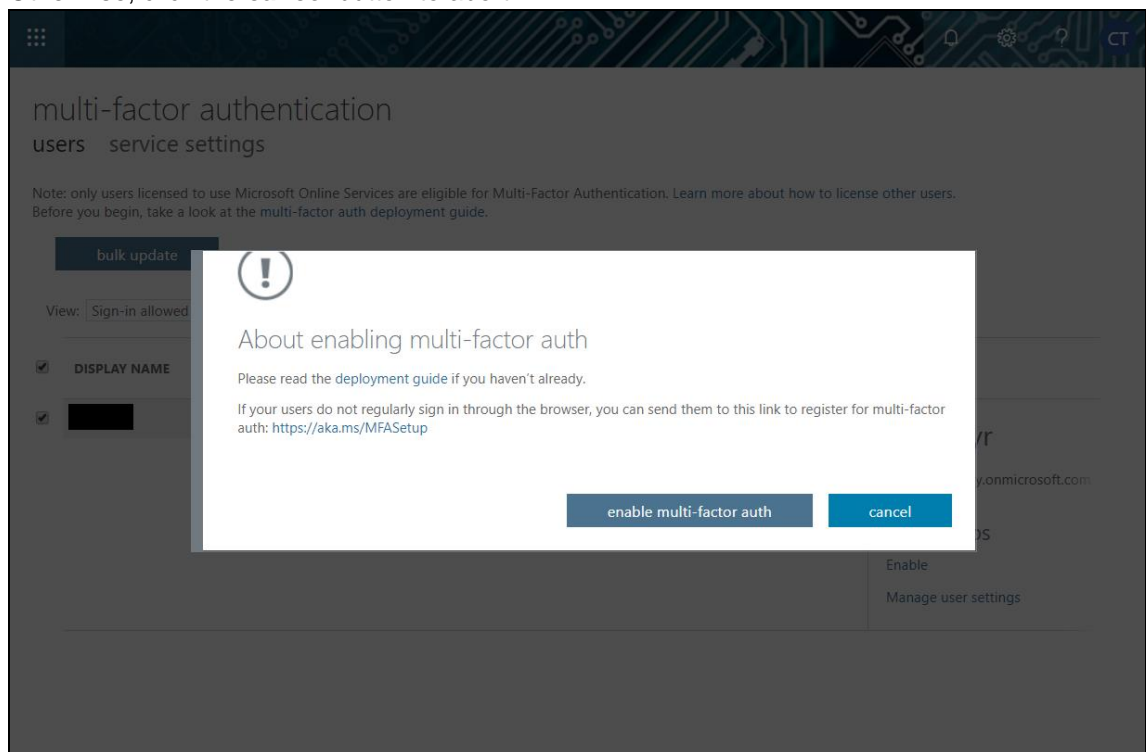 CT
multi-factor authentication
users service settings
Note: only users licensed to use Microsoft Online Services are eligible for Multi-Factor Authentication. Learn more about how to license other users.
Before you begin, take a look at the multi-factor auth deployment guide.
bulk update
View: Sign-in allowed
DISPLAY NAME
About enabling multi-factor auth
Please read the deployment guide if you haven't already.
If your users do not regularly sign in through the browser, you can send them to this link to register for multi-factor
auth: https://aka.ms/MFASetup
enable multi-factor auth cancel
y.onmicrosoft.com
Enable
Manage user settings